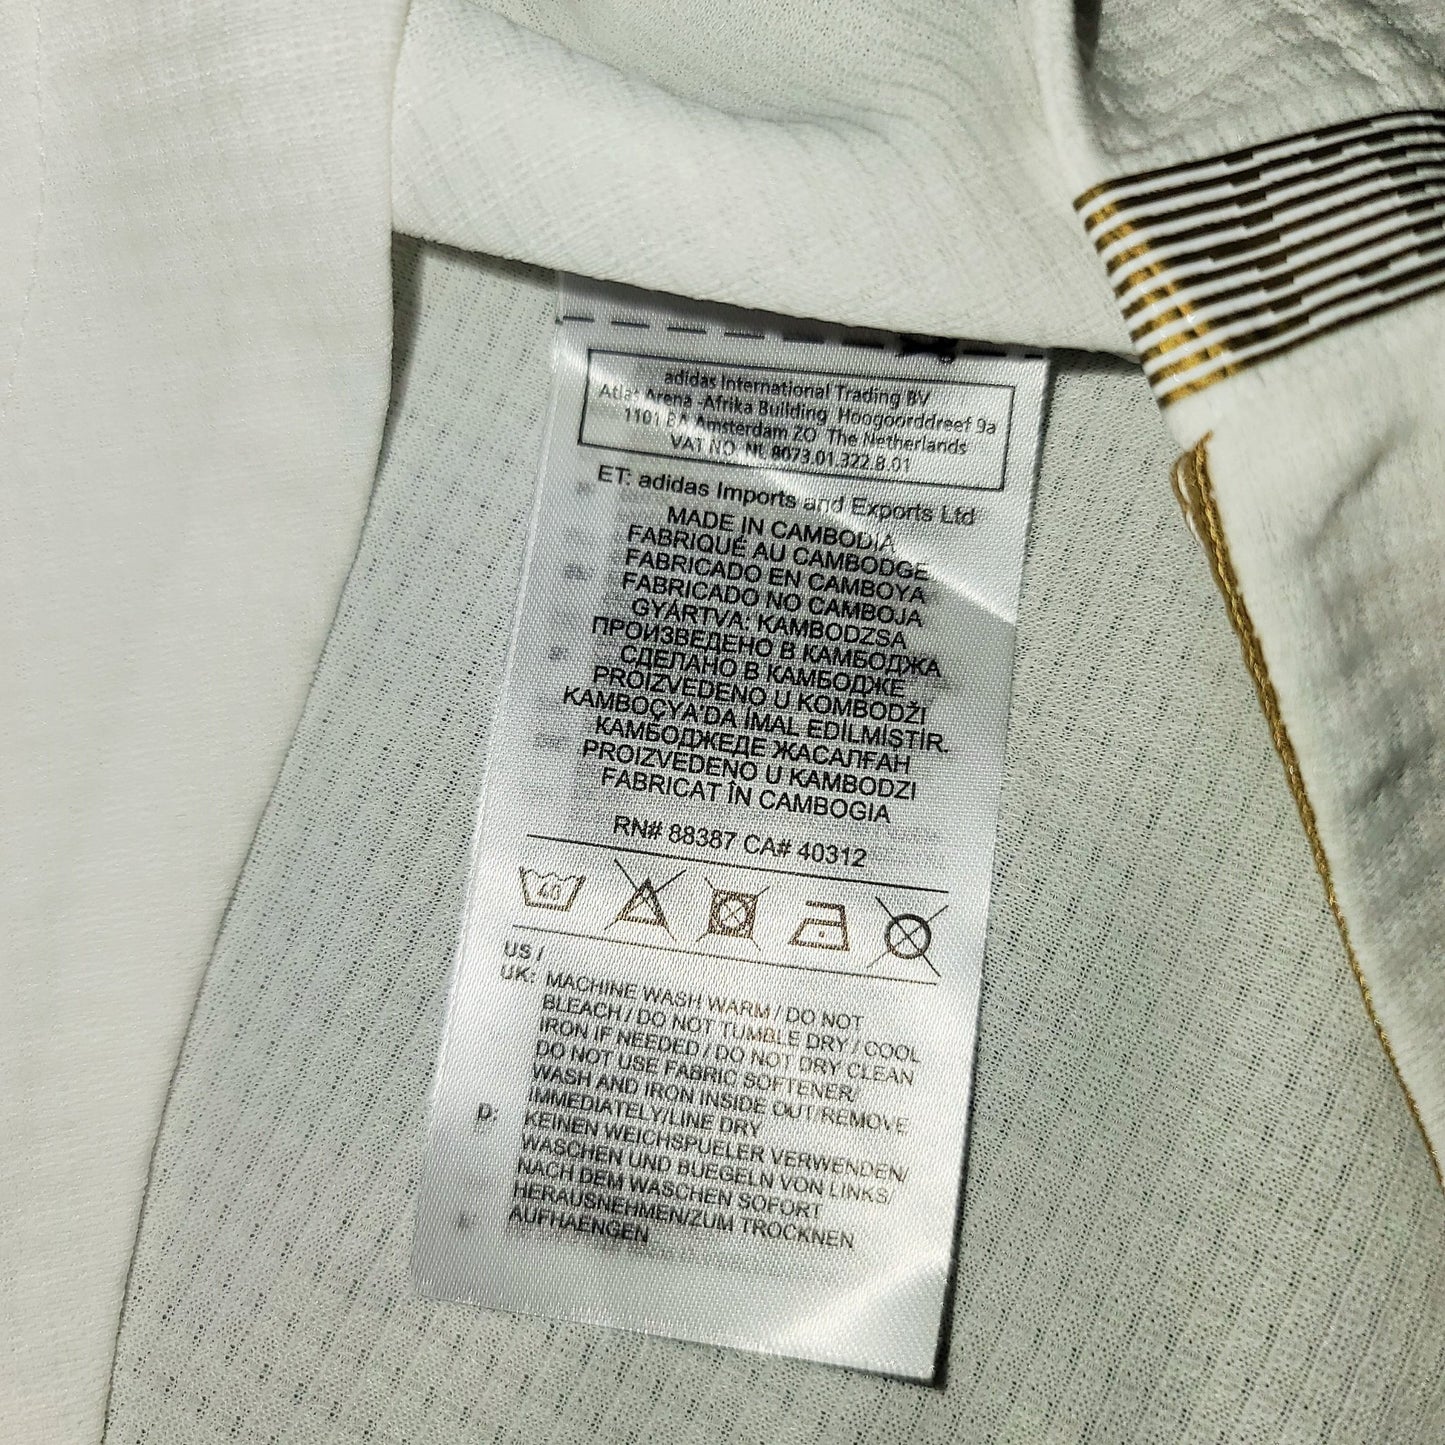 adidas International Trading BV
Atlas Arena -Afrika Building Hoogoorddreef 9a
1101 BA Amsterdam ZO The Netherlands
VAT NO. NL 8073.01.322.B.01
ET: adidas Imports and Exports Ltd
MADE IN CAMBODIA
FABRIQUÉ AU CAMBODGE
FABRICADO EN CAMBOYA
FABRICADO NO CAMBOJA
GYÁRTVA: KAMBODZSA
ПРОИЗВЕДЕНО В КАМБОДЖА
СДЕЛАНО В КАМБОДЖЕ
PROIZVEDENO U KOMBODŽI
KAMBOÇYA'DA İMAL EDİLMİŞTİR.
КАМБОДЖЕДЕ ЖАСАЛҒАН
PROIZVEDENO U KAMBODZI
FABRICAT ÎN CAMBOGIA
RN# 88387 CA# 40312
40
US /
UK: MACHINE WASH WARM / DO NOT
BLEACH / DO NOT TUMBLE DRY / COOL
IRON IF NEEDED / DO NOT DRY CLEAN
DO NOT USE FABRIC SOFTENER/
WASH AND IRON INSIDE OUT/REMOVE
IMMEDIATELY/LINE DRY
D: KEINEN WEICHSPUELER VERWENDEN/
WASCHEN UND BUEGELN VON LINKS/
NACH DEM WASCHEN SOFORT
HERAUSNEHMEN/ZUM TROCKNEN
AUFHAENGEN